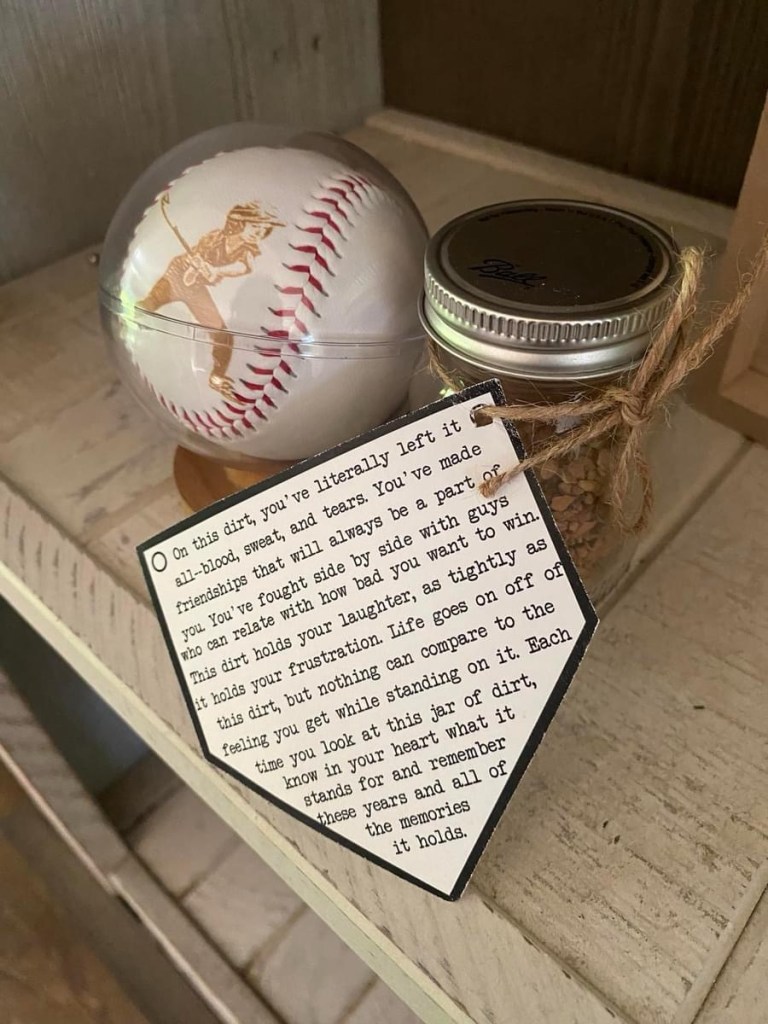 Ball
On this dirt, you've literally left it
all—blood, sweat, and tears. You've made
friendships that will always be a part of
you. You've fought side by side with guys
who can relate with how bad you want to win.
This dirt holds your laughter, as tightly as
it holds your frustration. Life goes on off of
this dirt, but nothing can compare to the
feeling you get while standing on it. Each
time you look at this jar of dirt,
know in your heart what it
stands for and remember
these years and all of
the memories
it holds.